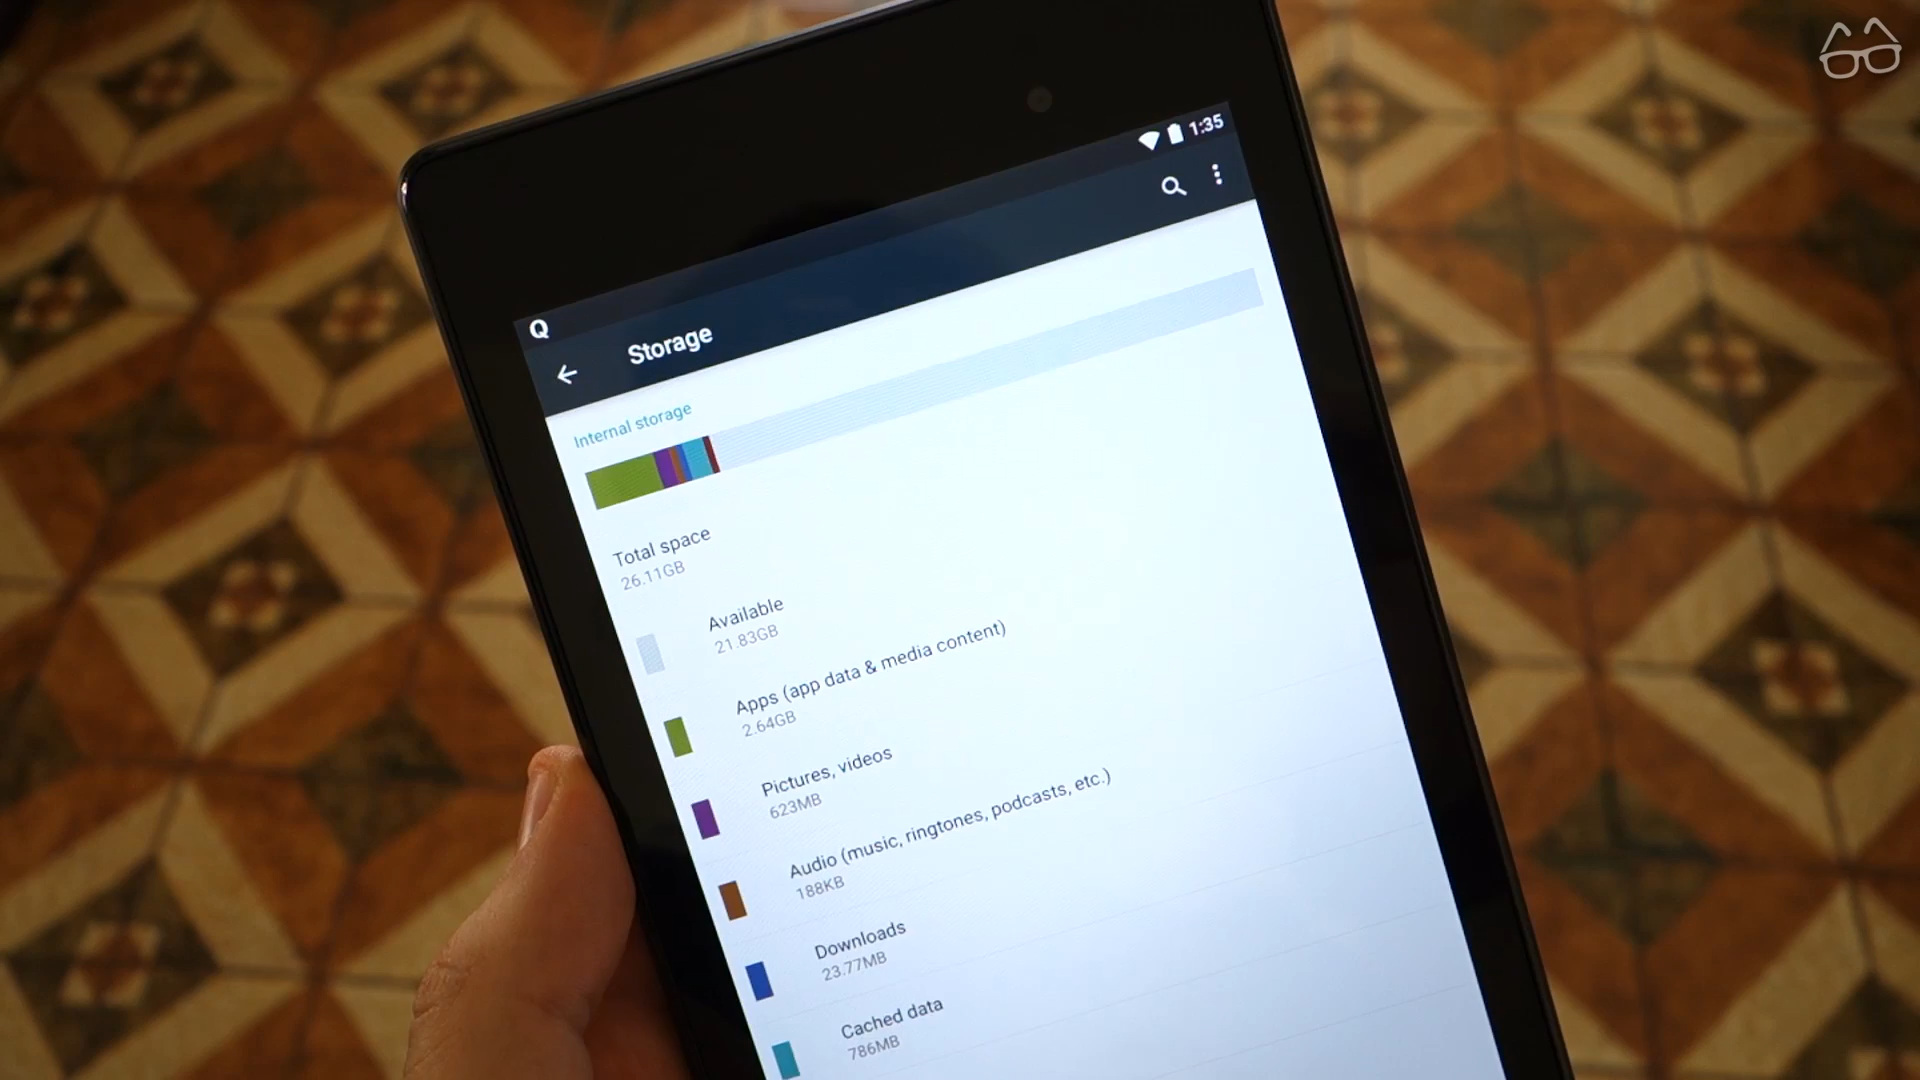 1:35
Q
Storage
Internal storage
Total space
26.11GB
Available
21.83GB
Apps (app data & media content)
2.64GB
Pictures, videos
623MB
Audio (music, ringtones, podcasts, etc.)
188KB
Downloads
23.77MB
Cached data
786MB